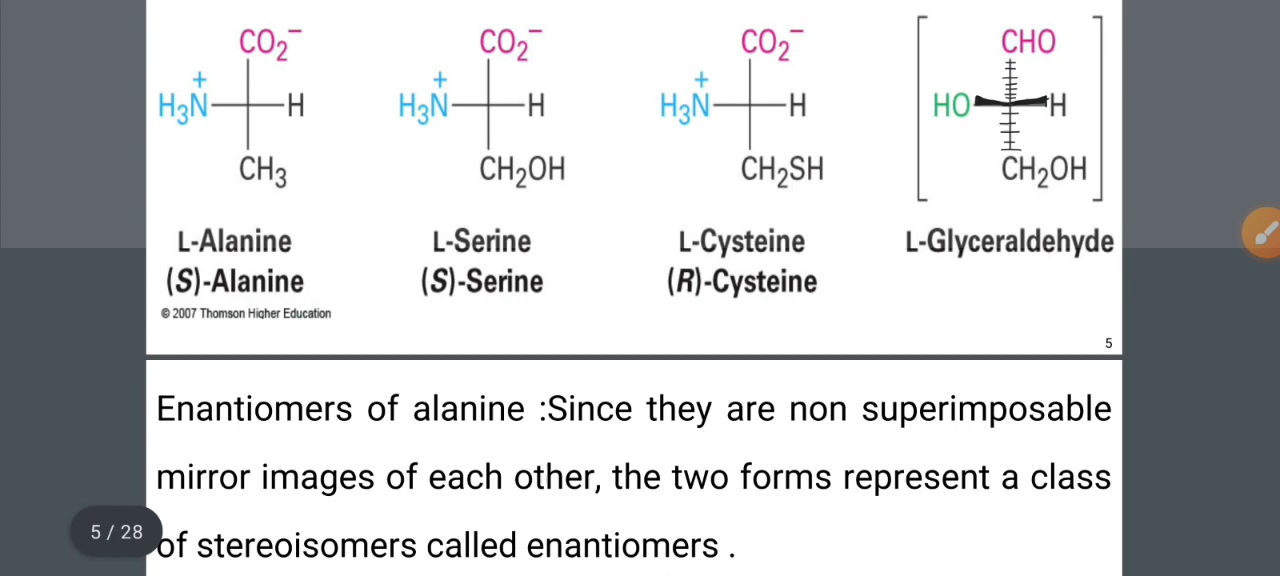 CO₂⁻ CO₂⁻ CO₂⁻ CHO
H₃N⁺ H H₃N⁺ H H₃N⁺ H HO H
CH₃ CH₂OH CH₂SH CH₂OH
L-Alanine L-Serine L-Cysteine L-Glyceraldehyde
(S)-Alanine (S)-Serine (R)-Cysteine
© 2007 Thomson Higher Education
5
Enantiomers of alanine :Since they are non superimposable
mirror images of each other, the two forms represent a class
of stereoisomers called enantiomers .
5 / 28